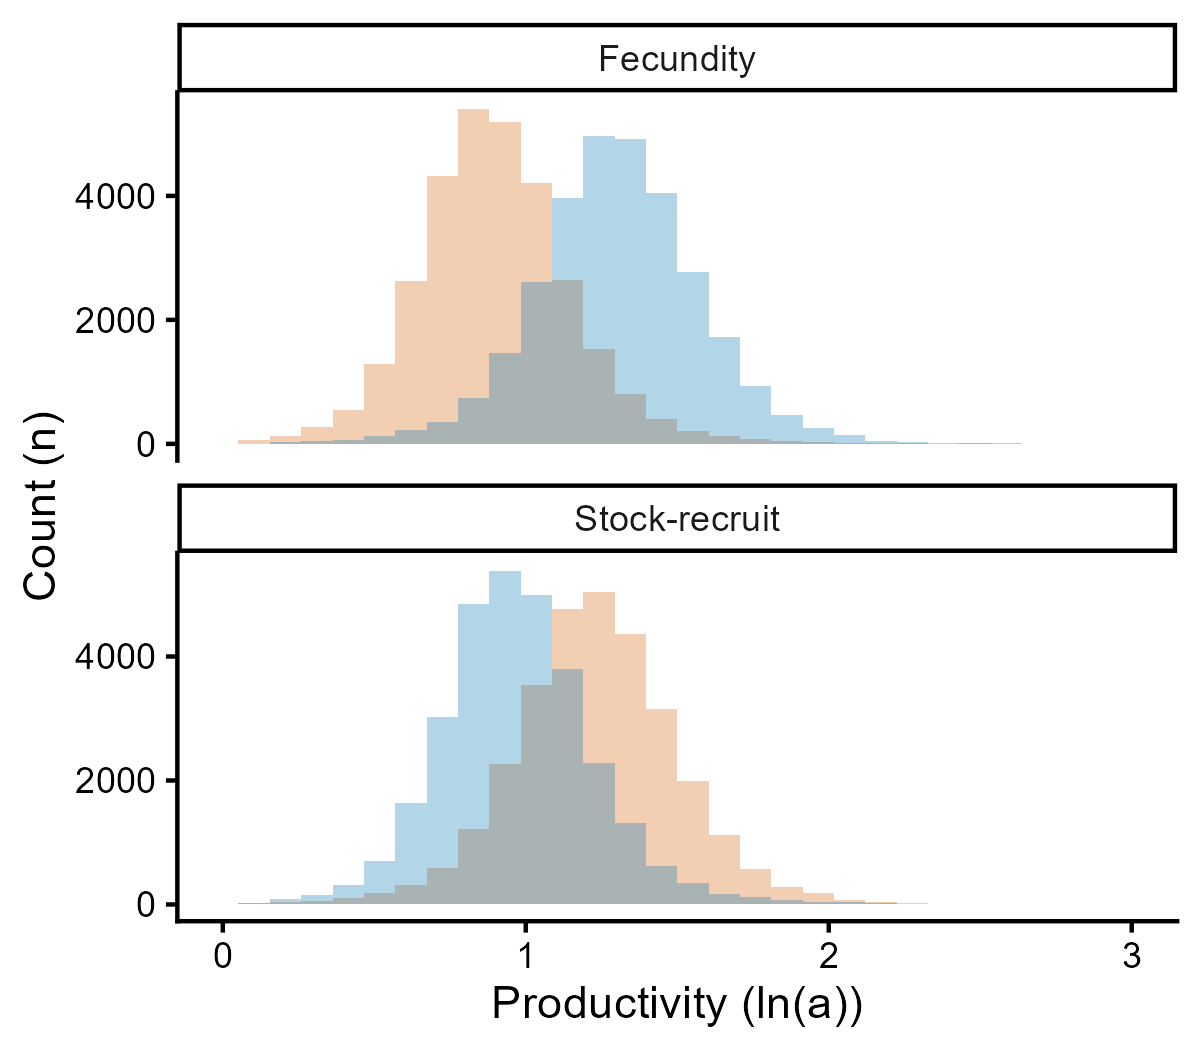 Fecundity
4000
2000
0
Stock-recruit
4000
2000
0
0 1 2 3
Productivity (ln(a))
Count (n)